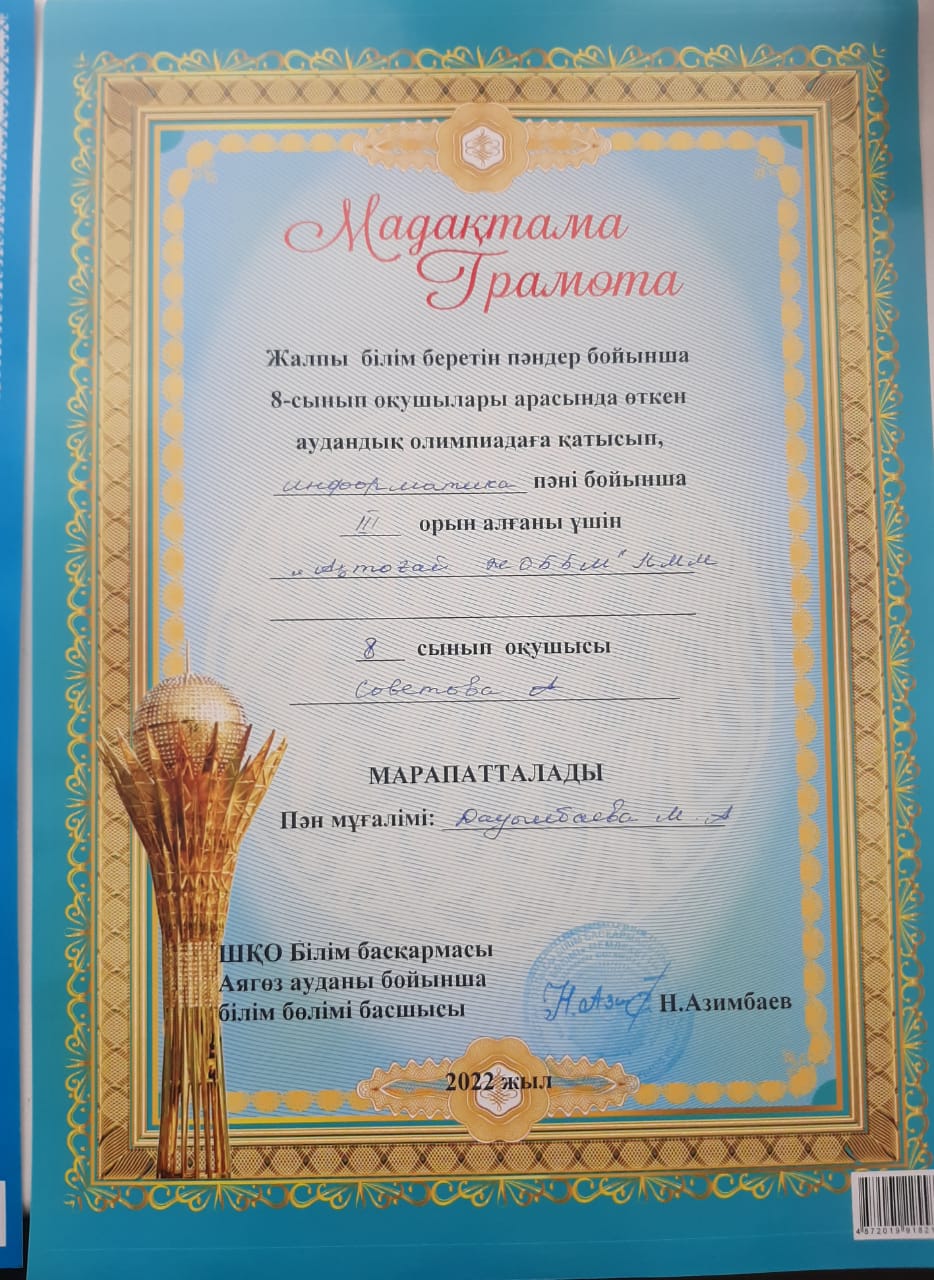 Мадақтама
Грамота
Жалпы білім беретін пәндер бойынша
8-сынып оқушылары арасында өткен
аудандық олимпиадаға қатысып,
информатика пәні бойынша
III орын алғаны үшін
"Ақтоғай ЖОББМ" КММ
8 сынып оқушысы
Советова А
МАРАПАТТАЛАДЫ
Пән мұғалімі: Дауымбаева М.А
ШҚО Білім басқармасы
Аягөз ауданы бойынша
білім бөлімі басшысы
Н.Азимбаев
2022 жыл